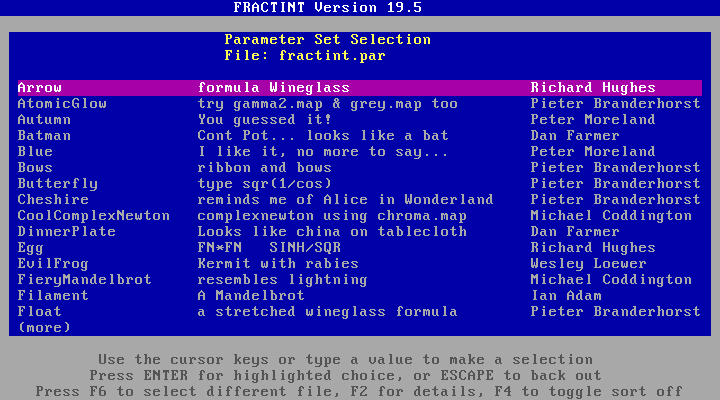 FRACTINT Version 19.5
Parameter Set Selection
File: fractint.par
Arrow formula Wineglass Richard Hughes
AtomicGlow try gamma2.map & grey.map too Pieter Branderhorst
Autumn You guessed it! Peter Moreland
Batman Cont Pot... looks like a bat Dan Farmer
Blue I like it, no more to say... Peter Moreland
Bows ribbon and bows Pieter Branderhorst
Butterfly type sqr(1/cos) Pieter Branderhorst
Cheshire reminds me of Alice in Wonderland Pieter Branderhorst
CoolComplexNewton complexnewton using chroma.map Michael Coddington
DinnerPlate Looks like china on tablecloth Dan Farmer
Egg FN*FN SINH/SQR Richard Hughes
EvilFrog Kermit with rabies Wesley Loewer
FieryMandelbrot resembles lightning Michael Coddington
Filament A Mandelbrot Ian Adam
Float a stretched wineglass formula Pieter Branderhorst
(more)
Use the cursor keys or type a value to make a selection
Press ENTER for highlighted choice, or ESCAPE to back out
Press F6 to select different file, F2 for details, F4 to toggle sort off